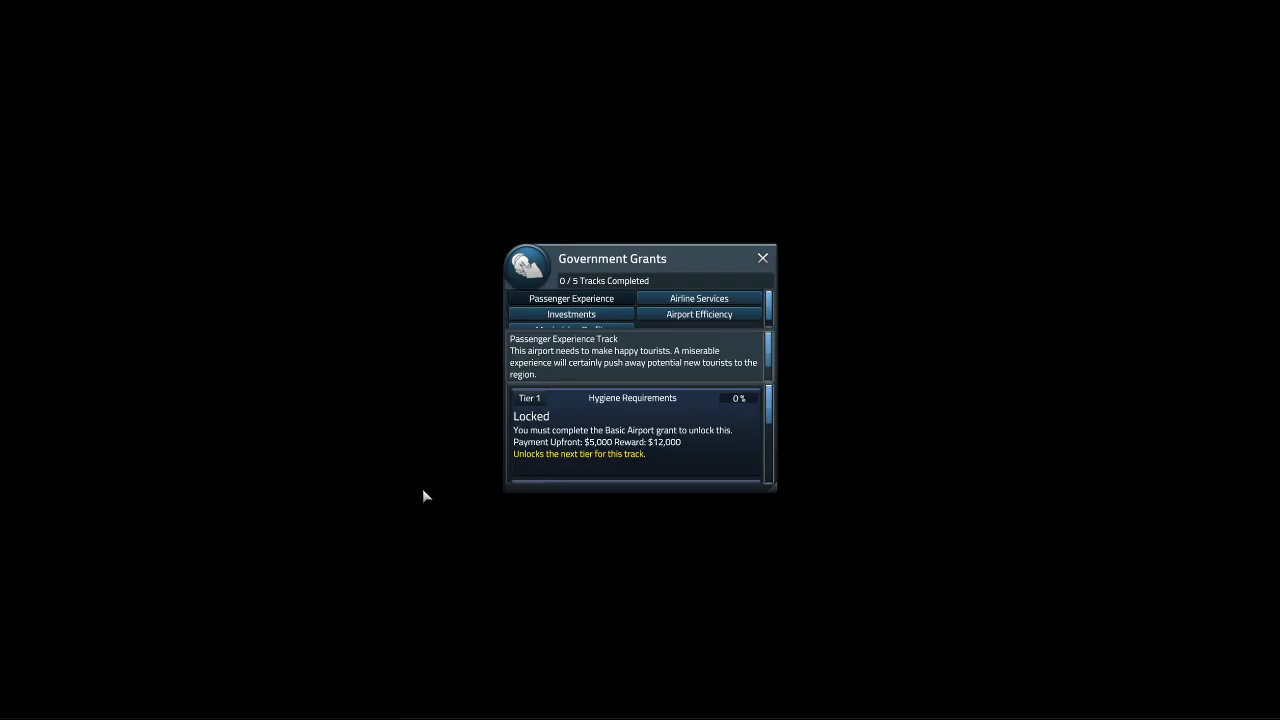 Government Grants
0 / 5 Tracks Completed
Passenger Experience
Airline Services
Investments
Airport Efficiency
Passenger Experience Track
This airport needs to make happy tourists. A miserable
experience will certainly push away potential new tourists to the
region.
Tier 1
Hygiene Requirements
0 %
Locked
You must complete the Basic Airport grant to unlock this.
Payment Upfront: $5,000 Reward: $12,000
Unlocks the next tier for this track.